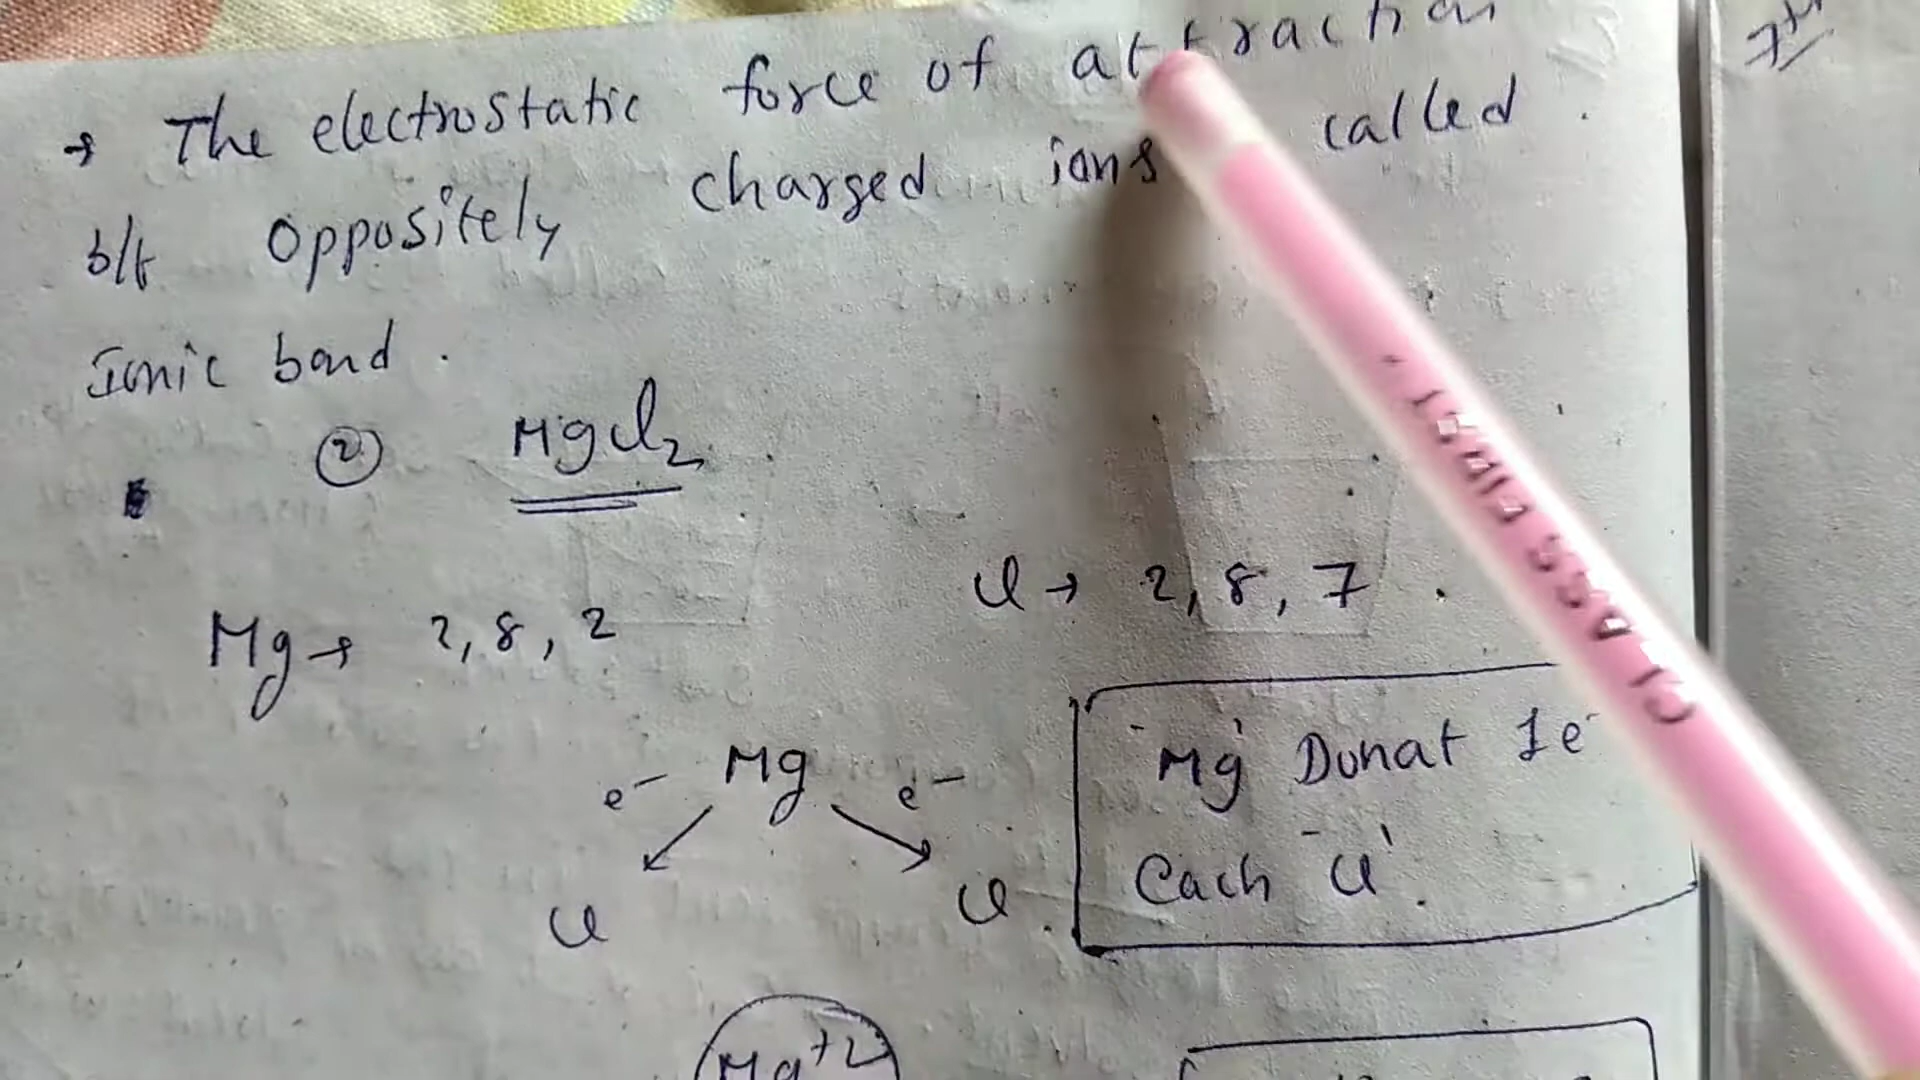 → The electrostatic force of attraction
b/t oppositely charged ions called.
Ionic bond.
② MgCl₂
Cl → 2, 8, 7.
Mg → 2, 8, 2
e⁻ Mg e⁻
Cl Cl
'Mg' Donat 1e⁻
Each 'Cl'.
Mg⁺²
CLASS